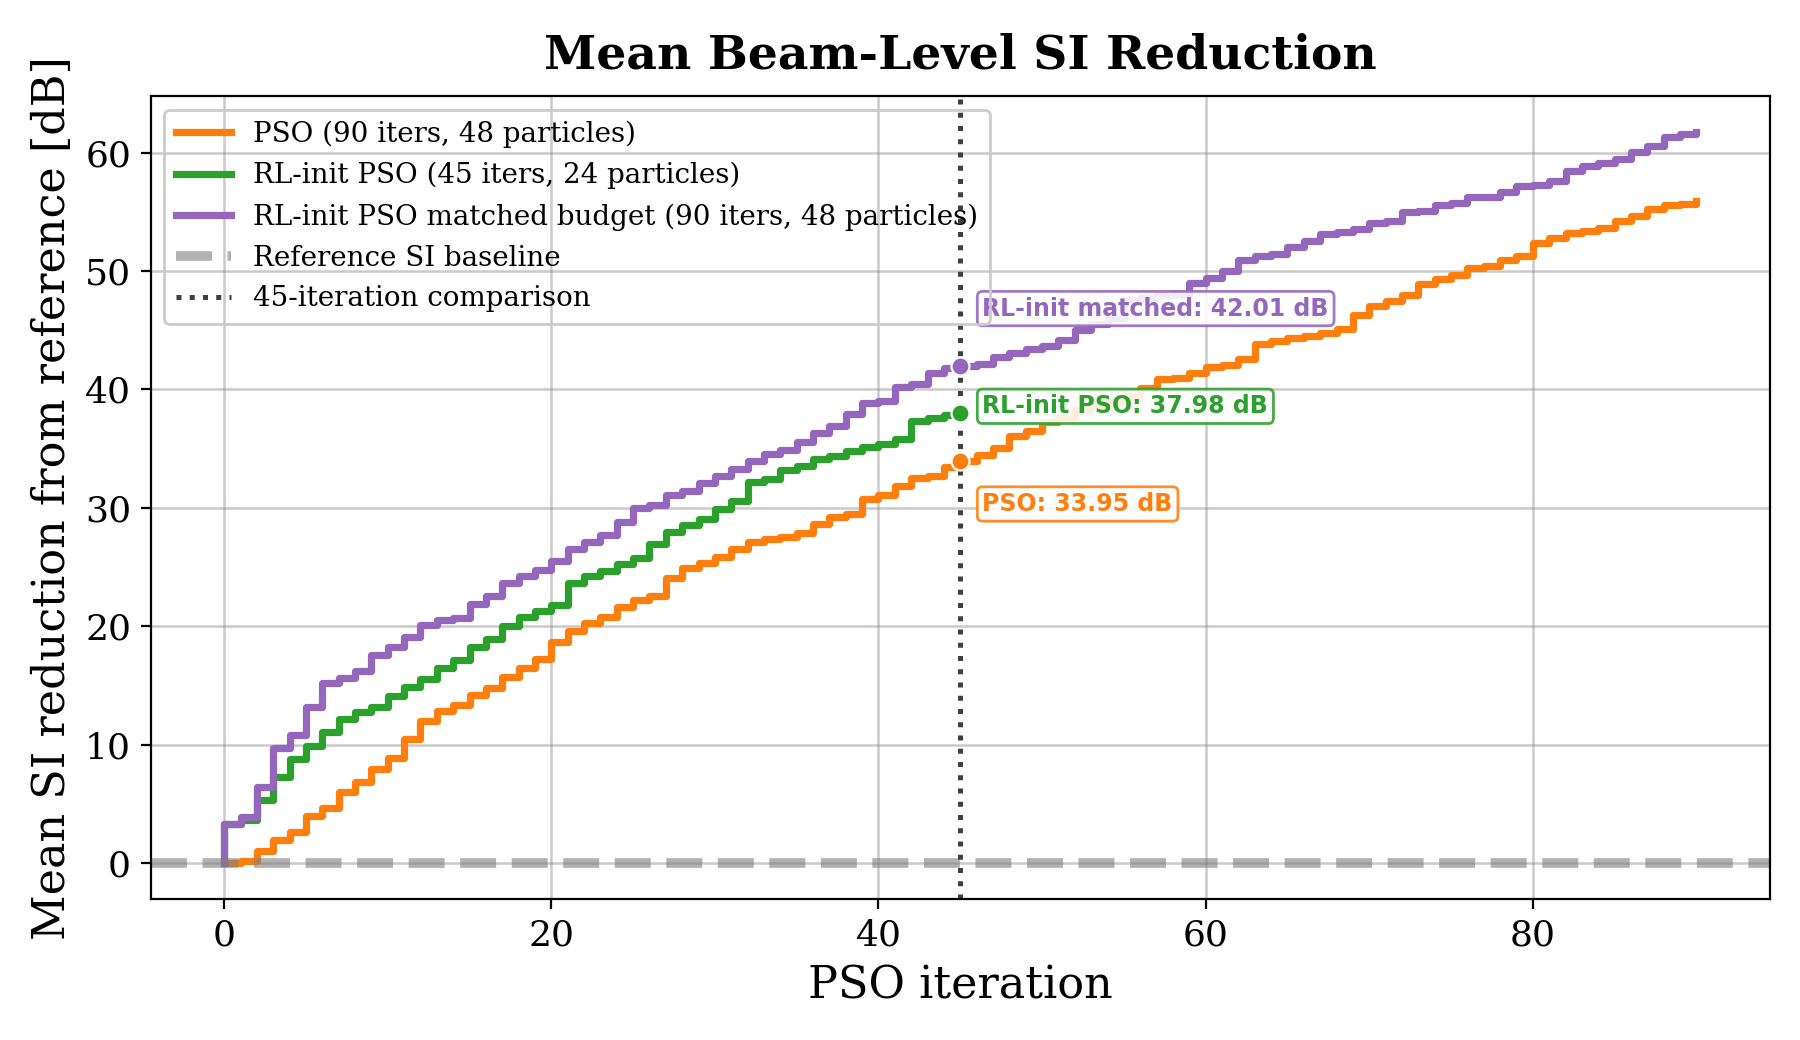 Mean Beam-Level SI Reduction
Mean SI reduction from reference [dB]
60
50
40
30
20
10
0
PSO (90 iters, 48 particles)
RL-init PSO (45 iters, 24 particles)
RL-init PSO matched budget (90 iters, 48 particles)
Reference SI baseline
45-iteration comparison
RL-init matched: 42.01 dB
RL-init PSO: 37.98 dB
PSO: 33.95 dB
0 20 40 60 80
PSO iteration